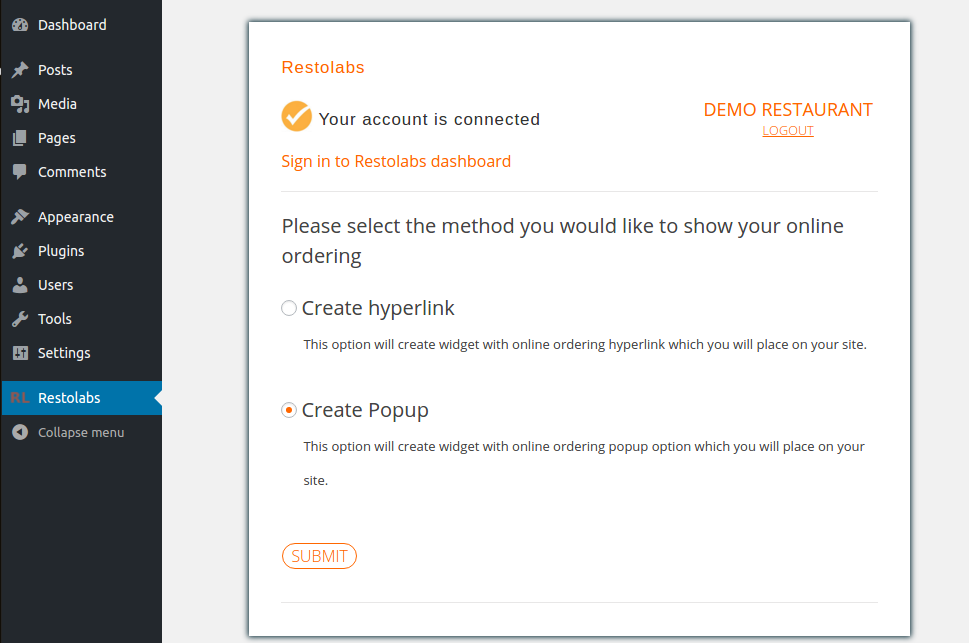 Dashboard
Posts
Media
Pages
Comments
Appearance
Plugins
Users
Tools
Settings
RL Restolabs
Collapse menu
Restolabs
Your account is connected
DEMO RESTAURANT
LOGOUT
Sign in to Restolabs dashboard
Please select the method you would like to show your online
ordering
Create hyperlink
This option will create widget with online ordering hyperlink which you will place on your site.
Create Popup
This option will create widget with online ordering popup option which you will place on your
site.
SUBMIT